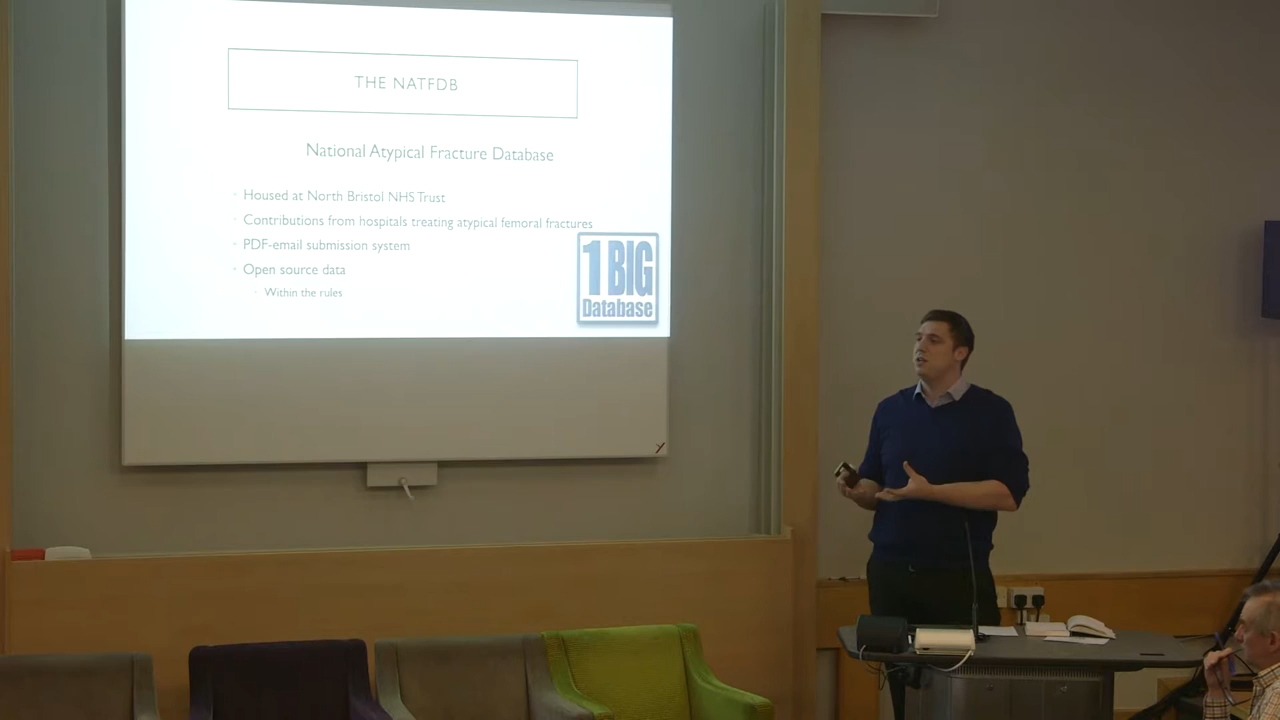 THE NATFDB
National Atypical Fracture Database
Housed at North Bristol NHS Trust
Contributions from hospitals treating atypical femoral fractures
PDF-email submission system
Open source data
Within the rules
1 BIG
Database